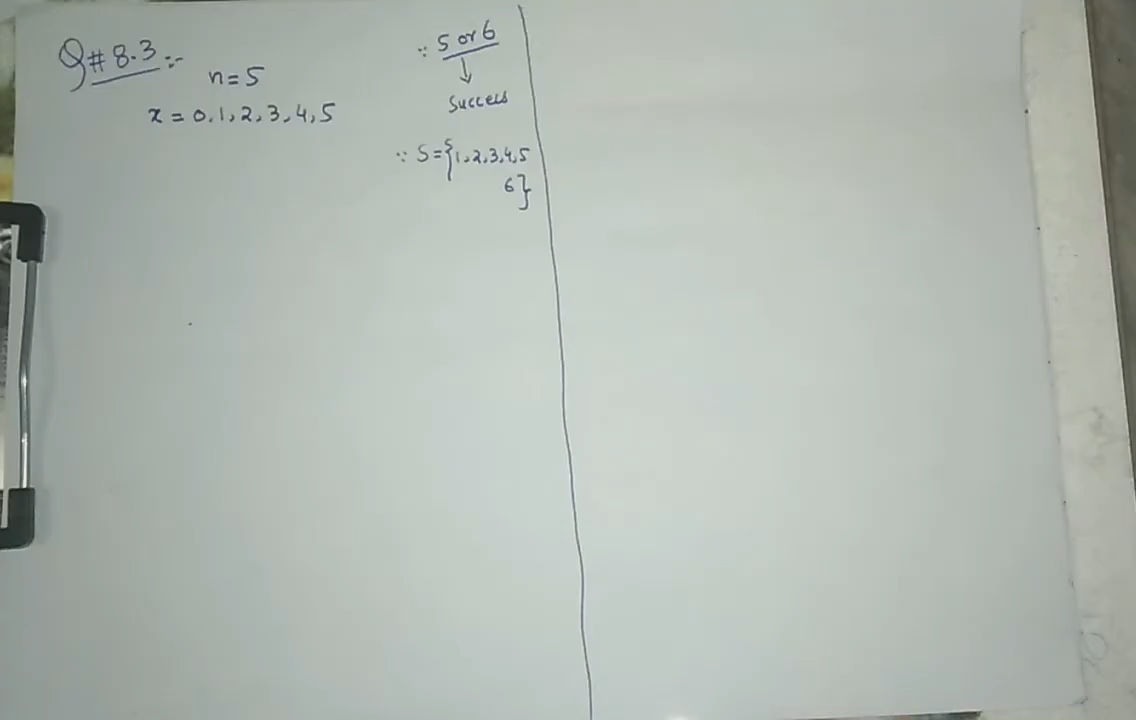 Q# 8.3 :-
n = 5
x = 0, 1, 2, 3, 4, 5
∵ 5 or 6
↓
Success
∵ S = {1, 2, 3, 4, 5
6}